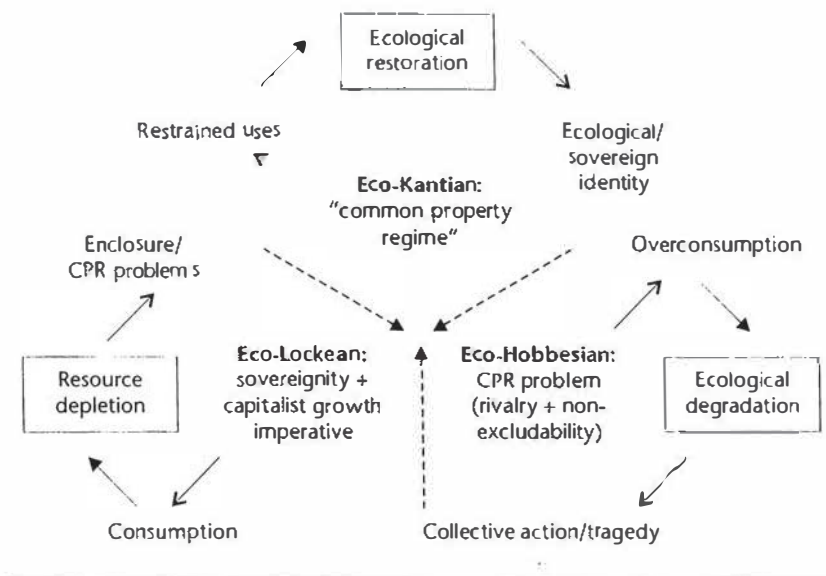 Ecological
restoration
Restrained uses
Ecological/
sovereign
identity
Eco-Kantian:
"common property
regime"
Enclosure/
CPR problems
Overconsumption
Eco-Lockean:
sovereignity +
capitalist growth
imperative
Eco-Hobbesian:
CPR problem
(rivalry + non-
excludability)
Resource
depletion
Ecological
degradation
Consumption
Collective action/tragedy